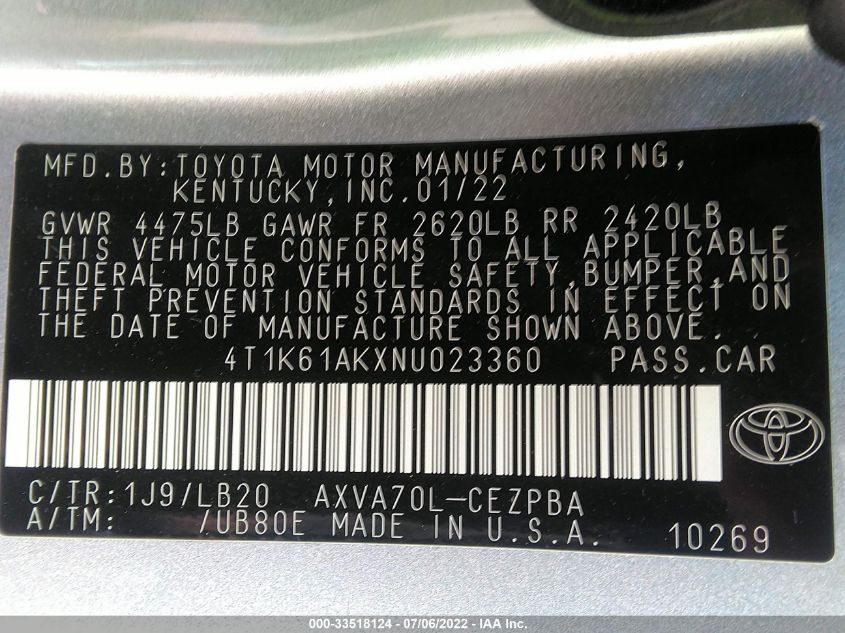 MFD.BY:TOYOTA MOTOR MANUFACTURING,
KENTUCKY,INC.01/22
GVWR 4475LB GAWR FR 2620LB RR 2420LB
THIS VEHICLE CONFORMS TO ALL APPLICABLE
FEDERAL MOTOR VEHICLE SAFETY,BUMPER,AND
THEFT PREVENTION STANDARDS IN EFFECT ON
THE DATE OF MANUFACTURE SHOWN ABOVE.
4T1K61AKXNU023360 PASS.CAR
C/TR:1J9/LB20 AXVA70L-CEZPBA
A/TM: /UB80E MADE IN U.S.A. 10269
000-33518124 - 07/06/2022 - IAA Inc.